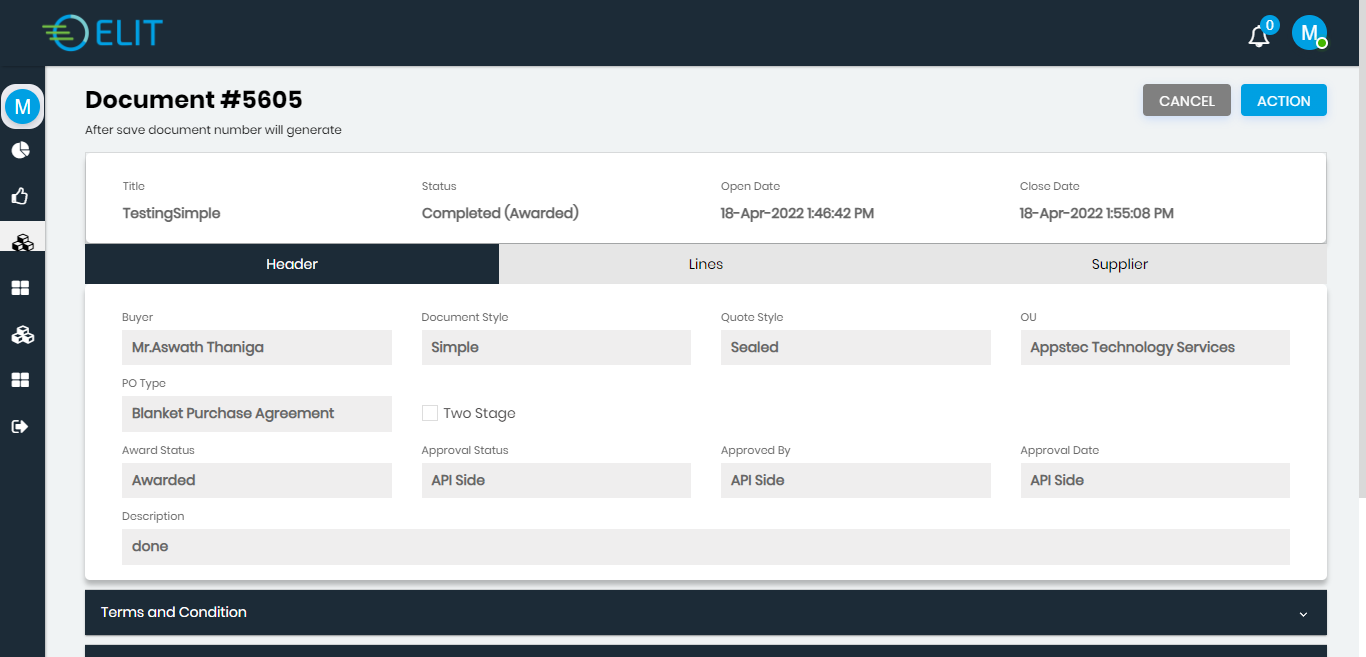 ELIT
0
M
M
Document #5605
CANCEL
ACTION
After save document number will generate
Title
Status
Open Date
Close Date
TestingSimple
Completed (Awarded)
18-Apr-2022 1:46:42 PM
18-Apr-2022 1:55:08 PM
Header
Lines
Supplier
Buyer
Document Style
Quote Style
OU
Mr.Aswath Thaniga
Simple
Sealed
Appstec Technology Services
PO Type
Blanket Purchase Agreement
Two Stage
Award Status
Approval Status
Approved By
Approval Date
Awarded
API Side
API Side
API Side
Description
done
Terms and Condition